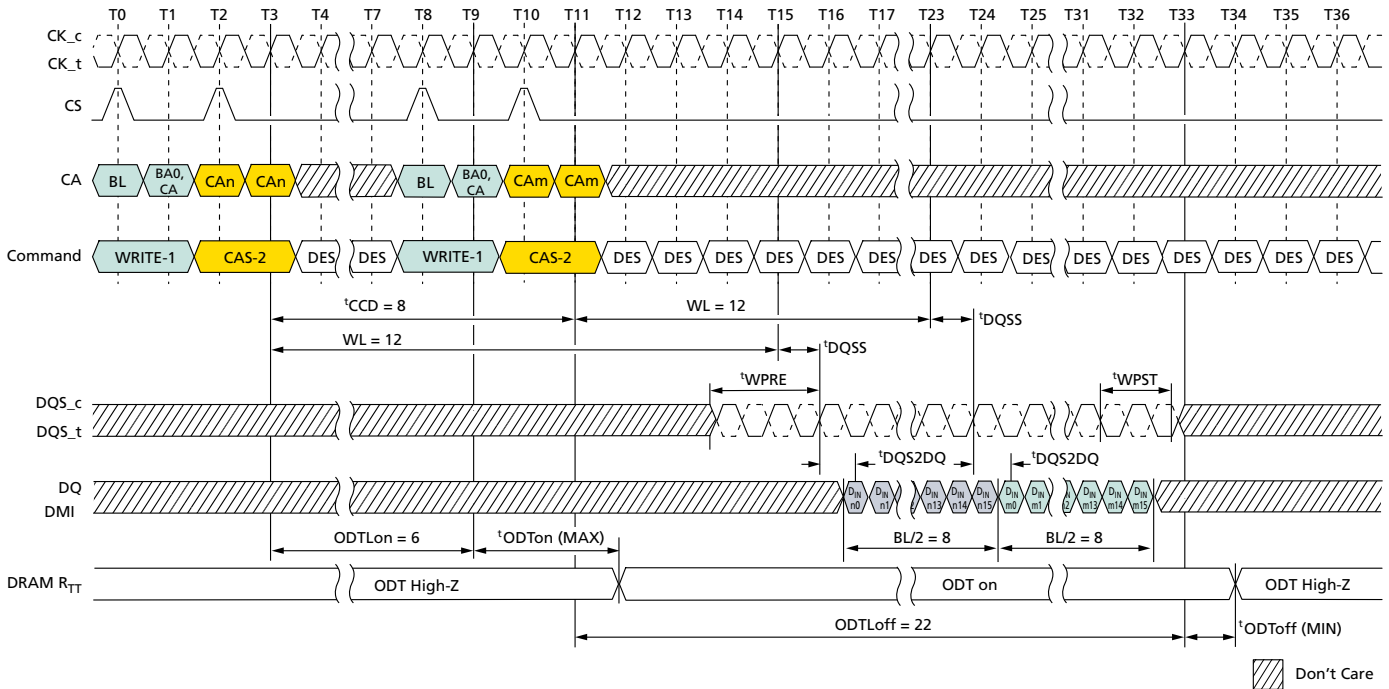 T0 T1 T2 T3 T4 T7 T8 T9 T10 T11 T12 T13 T14 T15 T16 T17 T23 T24 T25 T31 T32 T33 T34 T35 T36
CK_c
CK_t
CS
CA BL BA0, CA CAn CAn BL BA0, CA CAm CAm
Command WRITE-1 CAS-2 DES DES WRITE-1 CAS-2 DES DES DES DES DES DES DES DES DES DES DES DES DES DES DES
tCCD = 8 WL = 12 tDQSS
WL = 12 tDQSS
tWPRE tWPST
DQS_c
DQS_t
tDQS2DQ tDQS2DQ
DQ DIN n0 DIN n1 DIN n13 DIN n14 DIN n15 DIN m0 DIN m1 DIN m13 DIN m14 DIN m15
DMI
ODTLon = 6 tODTon (MAX) BL/2 = 8 BL/2 = 8
DRAM RTT ODT High-Z ODT on ODT High-Z
ODTLoff = 22 tODToff (MIN)
Don't Care